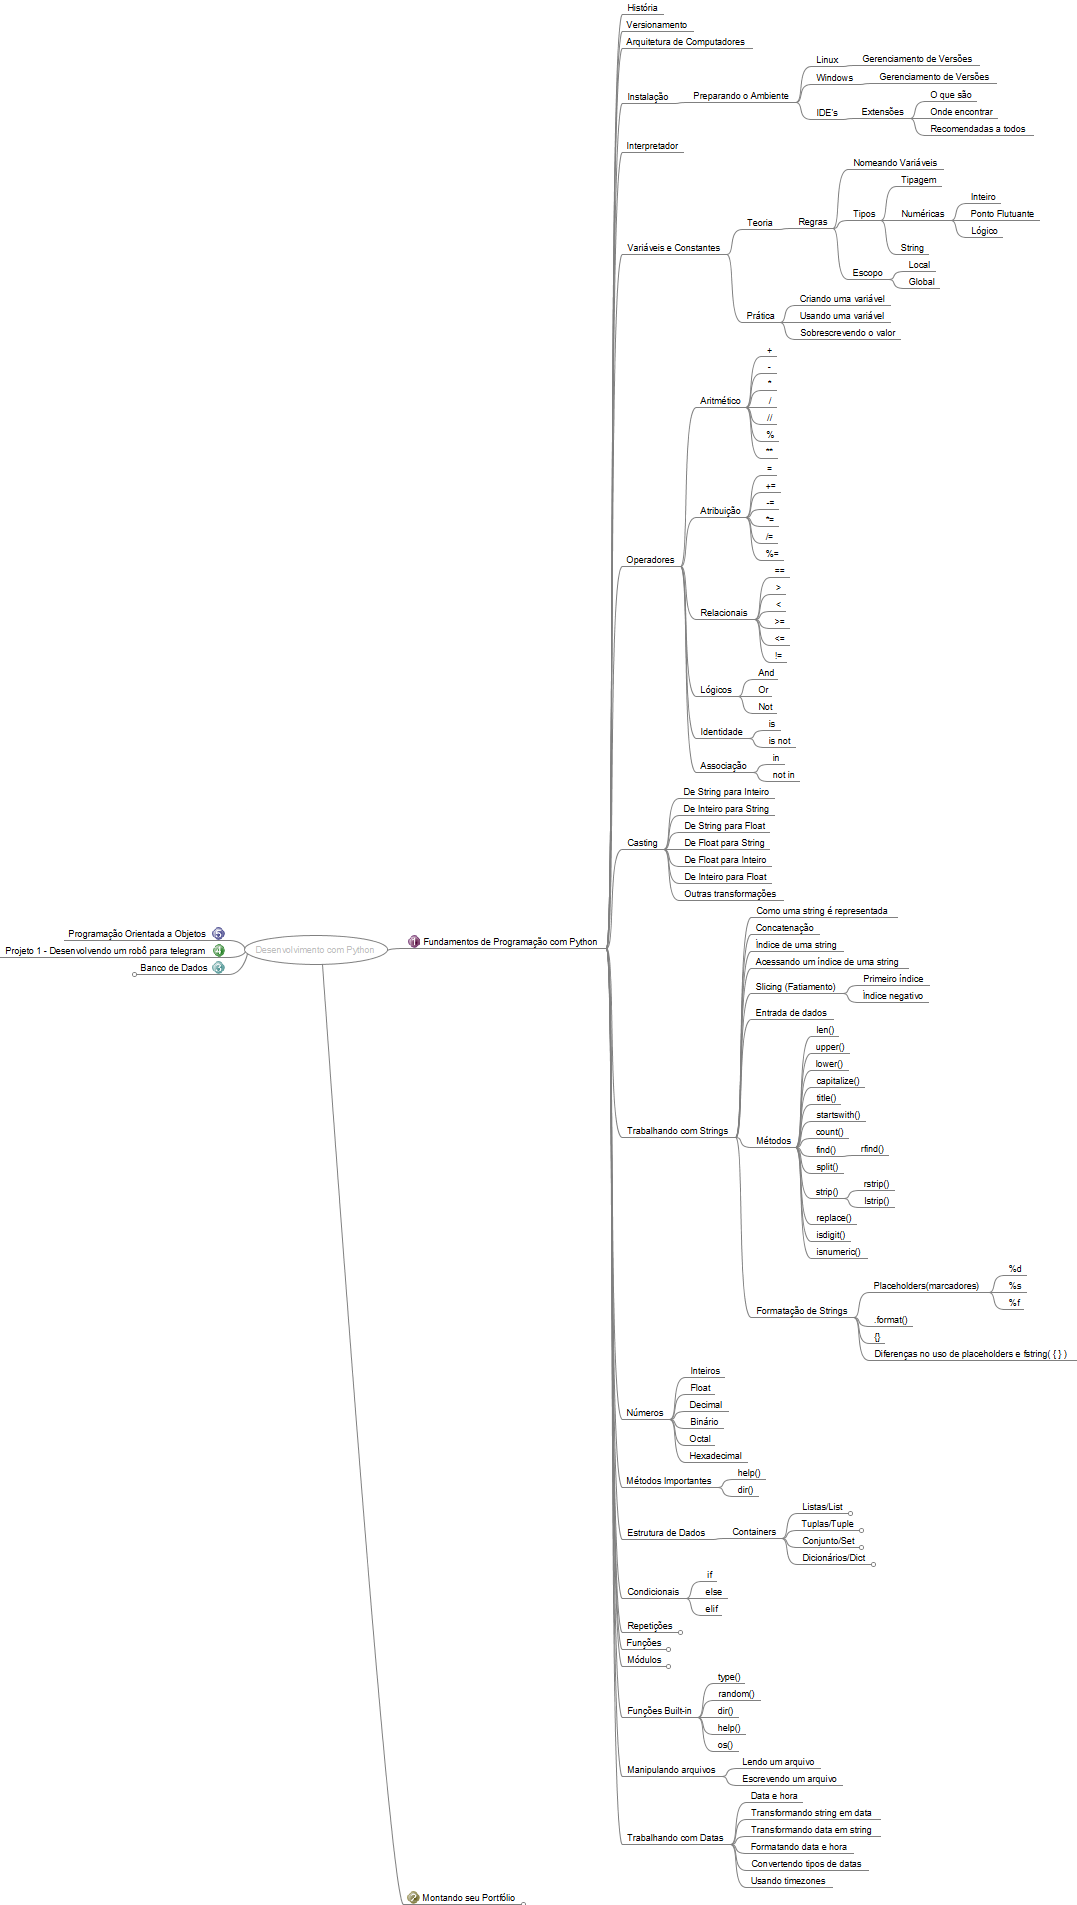 História
Versionamento
Arquitetura de Computadores
Instalação
Preparando o Ambiente
Linux
Gerenciamento de Versões
Windows
Gerenciamento de Versões
IDE's
Extensões
O que são
Onde encontrar
Recomendadas a todos
Interpretador
Variáveis e Constantes
Teoria
Regras
Nomeando Variáveis
Tipos
Tipagem
Numéricas
Inteiro
Ponto Flutuante
Lógico
String
Escopo
Local
Global
Prática
Criando uma variável
Usando uma variável
Sobrescrevendo o valor
Operadores
Aritmético
+
-
*
/
//
%
**
Atribuição
=
+=
-=
*=
/=
%=
Relacionais
==
>
<
>=
<=
!=
Lógicos
And
Or
Not
Identidade
is
is not
Associação
in
not in
Casting
De String para Inteiro
De Inteiro para String
De String para Float
De Float para String
De Float para Inteiro
De Inteiro para Float
Outras transformações
Programação Orientada a Objetos 5
Projeto 1 - Desenvolvendo um robô para telegram 4
Banco de Dados 3
Desenvolvimento com Python
1 Fundamentos de Programação com Python
Trabalhando com Strings
Como uma string é representada
Concatenação
Índice de uma string
Acessando um índice de uma string
Slicing (Fatiamento)
Primeiro índice
Índice negativo
Entrada de dados
Métodos
len()
upper()
lower()
capitalize()
title()
startswith()
count()
find()
rfind()
split()
strip()
rstrip()
lstrip()
replace()
isdigit()
isnumeric()
Formatação de Strings
Placeholders(marcadores)
%d
%s
%f
.format()
{}
Diferenças no uso de placeholders e fstring( { } )
Números
Inteiros
Float
Decimal
Binário
Octal
Hexadecimal
Métodos Importantes
help()
dir()
Estrutura de Dados
Containers
Listas/List
Tuplas/Tuple
Conjunto/Set
Dicionários/Dict
Condicionais
if
else
elif
Repetições
Funções
Módulos
Funções Built-in
type()
random()
dir()
help()
os()
Manipulando arquivos
Lendo um arquivo
Escrevendo um arquivo
Trabalhando com Datas
Data e hora
Transformando string em data
Transformando data em string
Formatando data e hora
Convertendo tipos de datas
Usando timezones
2 Montando seu Portfólio